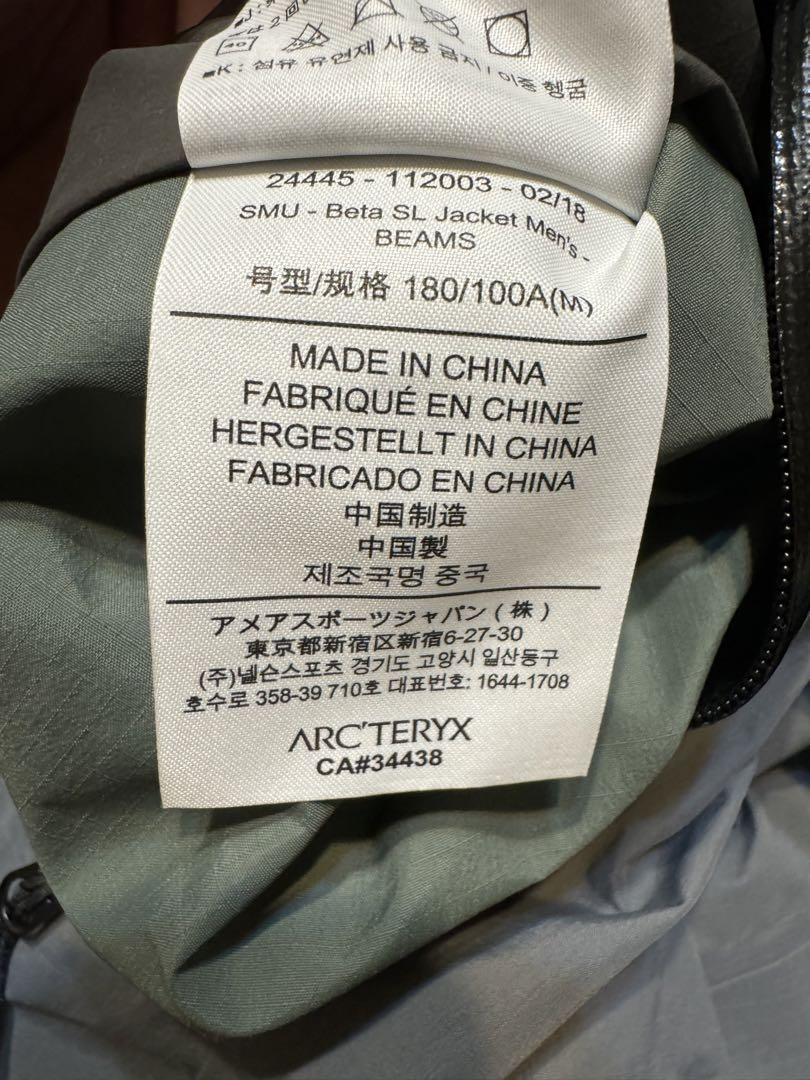 は2回
40
■K : 섬유 유연제 사용 금지 / 이중 헹굼
24445 - 112003 - 02/18
SMU - Beta SL Jacket Men's -
BEAMS
号型/规格 180/100A(M)
MADE IN CHINA
FABRIQUÉ EN CHINE
HERGESTELLT IN CHINA
FABRICADO EN CHINA
中国制造
中国製
제조국명 중국
アメアスポーツジャパン ( 株 )
東京都新宿区新宿6-27-30
(주)넬슨스포츠 경기도 고양시 일산동구
호수로 358-39 710호 대표번호: 1644-1708
ARC'TERYX
CA#34438